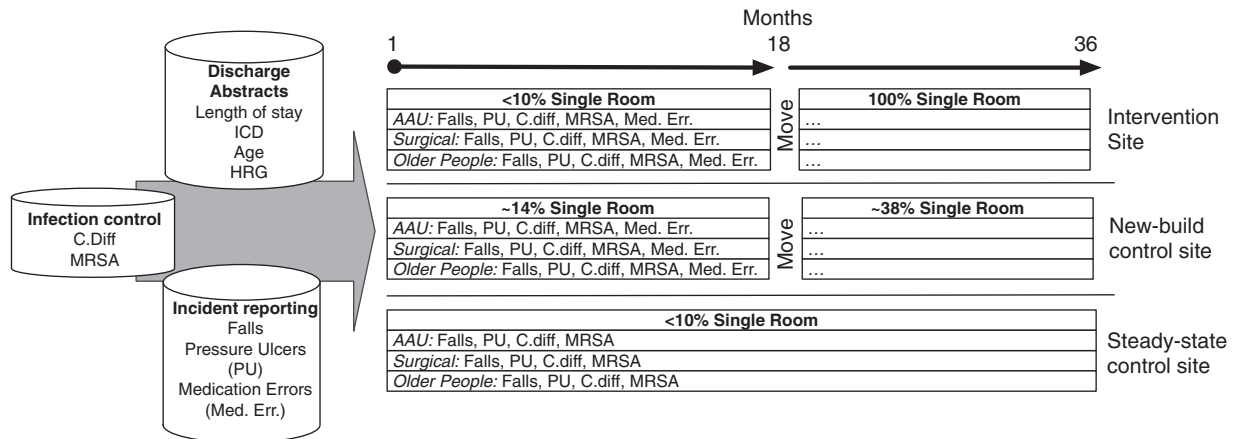 Months
1 18 36
Discharge
Abstracts
Length of stay
ICD
Age
HRG
Infection control
C.Diff
MRSA
Incident reporting
Falls
Pressure Ulcers
(PU)
Medication Errors
(Med. Err.)
<10% Single Room
AAU: Falls, PU, C.diff, MRSA, Med. Err.
Surgical: Falls, PU, C.diff, MRSA, Med. Err.
Older People: Falls, PU, C.diff, MRSA, Med. Err.
Move
100% Single Room
...
...
...
Intervention
Site
~14% Single Room
AAU: Falls, PU, C.diff, MRSA, Med. Err.
Surgical: Falls, PU, C.diff, MRSA, Med. Err.
Older People: Falls, PU, C.diff, MRSA, Med. Err.
Move
~38% Single Room
...
...
...
New-build
control site
<10% Single Room
AAU: Falls, PU, C.diff, MRSA
Surgical: Falls, PU, C.diff, MRSA
Older People: Falls, PU, C.diff, MRSA
Steady-state
control site